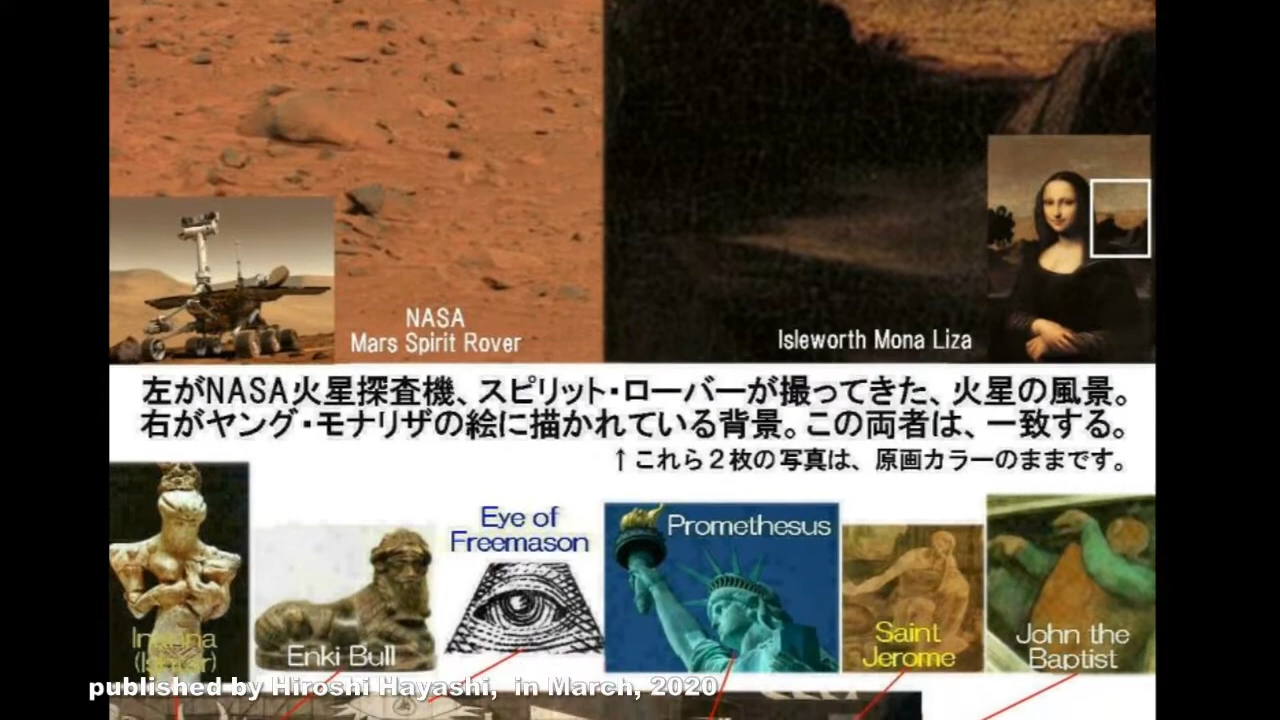 NASA
Mars Spirit Rover
Isleworth Mona Liza
左がNASA火星探査機、スピリット・ローバーが撮ってきた、火星の風景。
右がヤング・モナリザの絵に描かれている背景。この両者は、一致する。
↑これら２枚の写真は、原画カラーのままです。
Eye of
Freemason
Promethesus
Inanna
(Ishtar)
Enki Bull
Saint
Jerome
John the
Baptist
published by Hiroshi Hayashi, in March, 2020